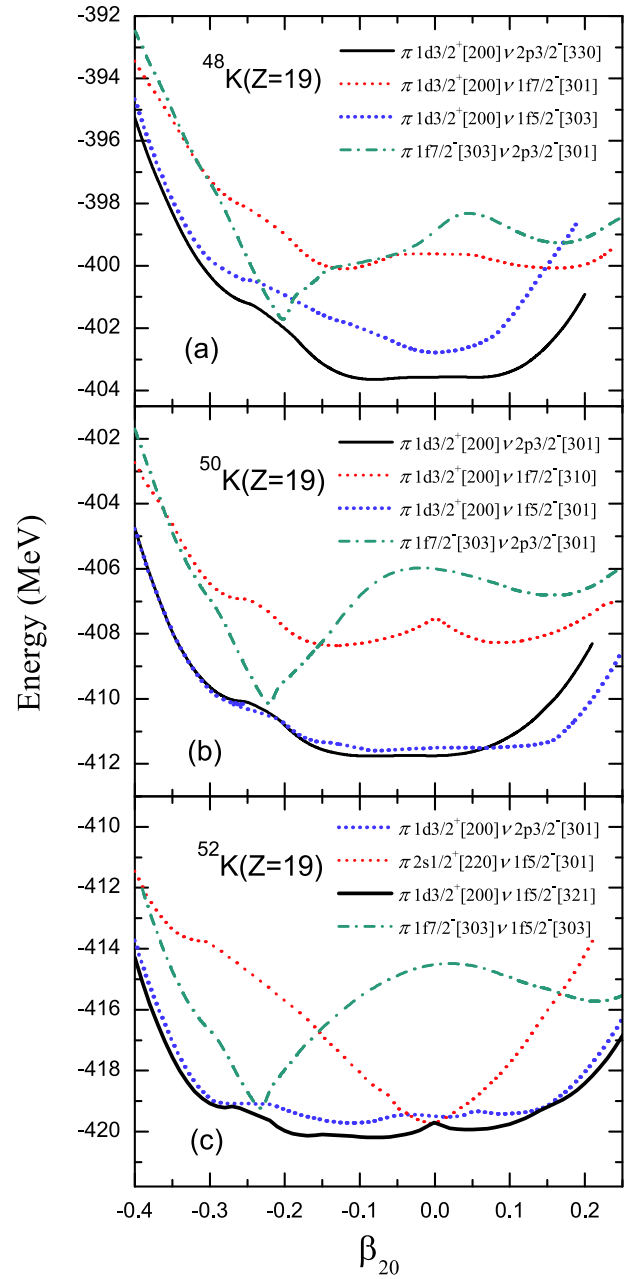 -392
-394
-396
-398
-400
-402
-404
⁴⁸K(Z=19)
π 1d3/2⁺[200] ν 2p3/2⁻[330]
π 1d3/2⁺[200] ν 1f7/2⁻[301]
π 1d3/2⁺[200] ν 1f5/2⁻[303]
π 1f7/2⁻[303] ν 2p3/2⁻[301]
(a)
Energy (MeV)
-402
-404
-406
-408
-410
-412
⁵⁰K(Z=19)
π 1d3/2⁺[200] ν 2p3/2⁻[301]
π 1d3/2⁺[200] ν 1f7/2⁻[310]
π 1d3/2⁺[200] ν 1f5/2⁻[301]
π 1f7/2⁻[303] ν 2p3/2⁻[301]
(b)
-410
-412
-414
-416
-418
-420
⁵²K(Z=19)
π 1d3/2⁺[200] ν 2p3/2⁻[301]
π 2s1/2⁺[220] ν 1f5/2⁻[301]
π 1d3/2⁺[200] ν 1f5/2⁻[321]
π 1f7/2⁻[303] ν 1f5/2⁻[303]
(c)
-0.4 -0.3 -0.2 -0.1 0.0 0.1 0.2
β₂₀